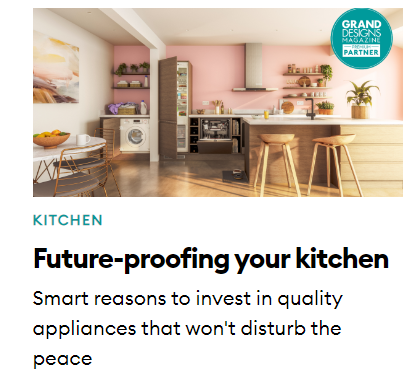 GRAND
DESIGNS
MAGAZINE
PREMIUM
PARTNER
KITCHEN
Future-proofing your kitchen
Smart reasons to invest in quality
appliances that won't disturb the
peace